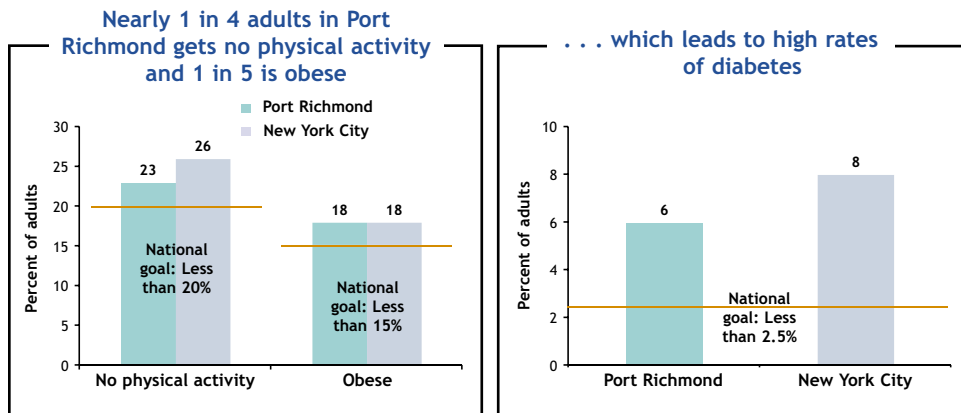 Nearly 1 in 4 adults in Port
Richmond gets no physical activity
and 1 in 5 is obese
Port Richmond
New York City
Percent of adults
30
25
20
15
10
5
0
23
26
18
18
National
goal: Less
than 20%
National
goal: Less
than 15%
No physical activity
Obese
. . . which leads to high rates
of diabetes
Percent of adults
10
8
6
4
2
0
6
8
National
goal: Less
than 2.5%
Port Richmond
New York City